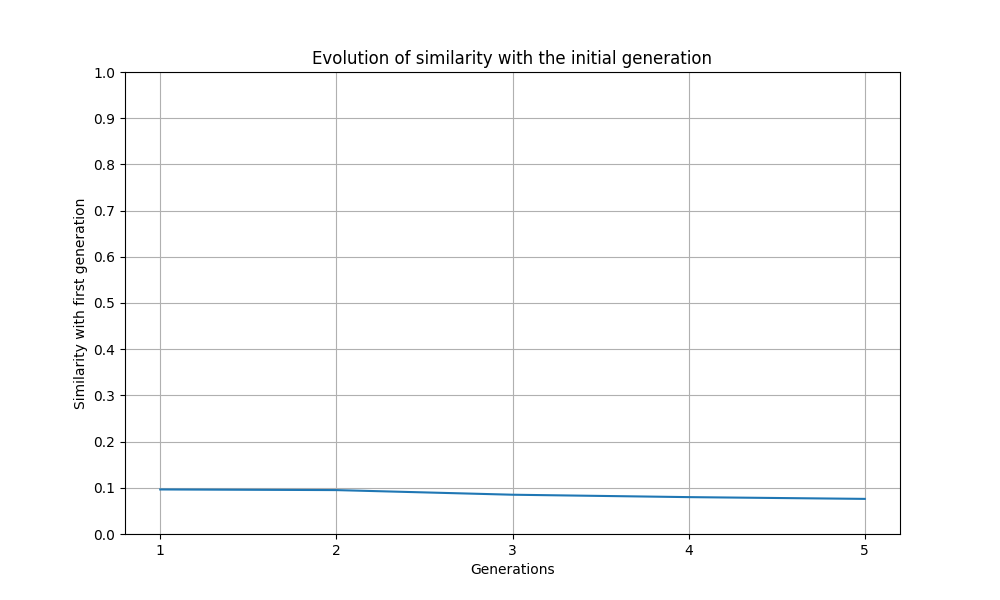 Evolution of similarity with the initial generation
1.0
0.9
0.8
0.7
0.6
0.5
0.4
0.3
0.2
0.1
0.0
Similarity with first generation
1 2 3 4 5
Generations